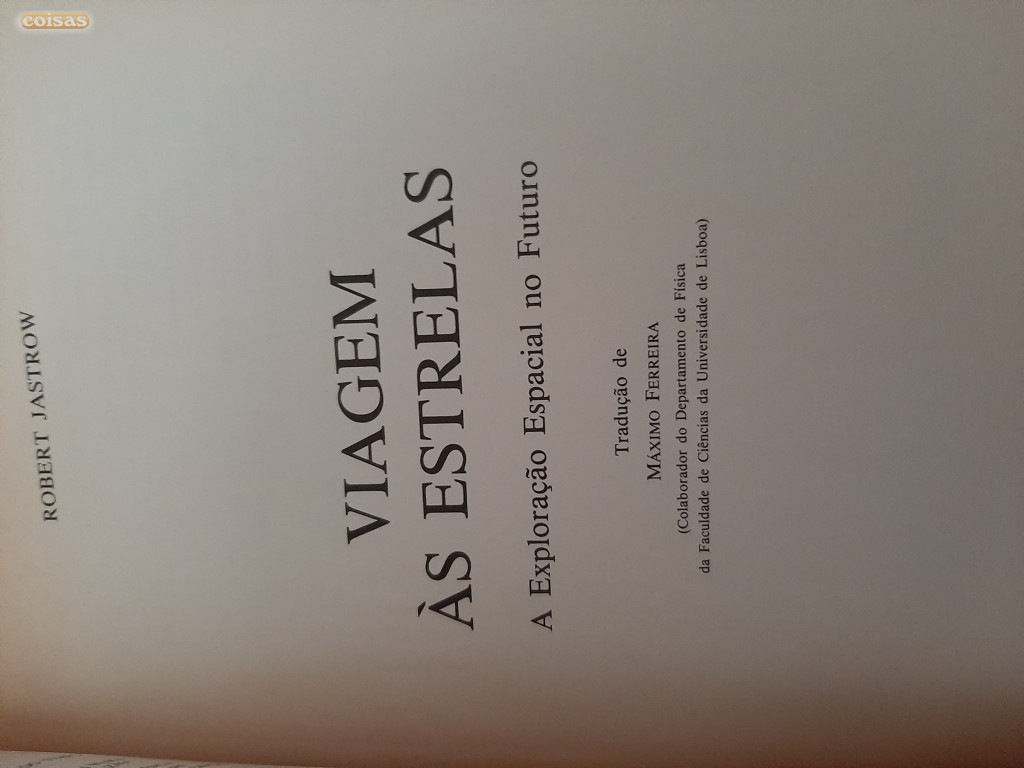 coisas
ROBERT JASTROW
VIAGEM
ÀS ESTRELAS
A Exploração Espacial no Futuro
Tradução de
MÁXIMO FERREIRA
(Colaborador do Departamento de Física
da Faculdade de Ciências da Universidade de Lisboa)